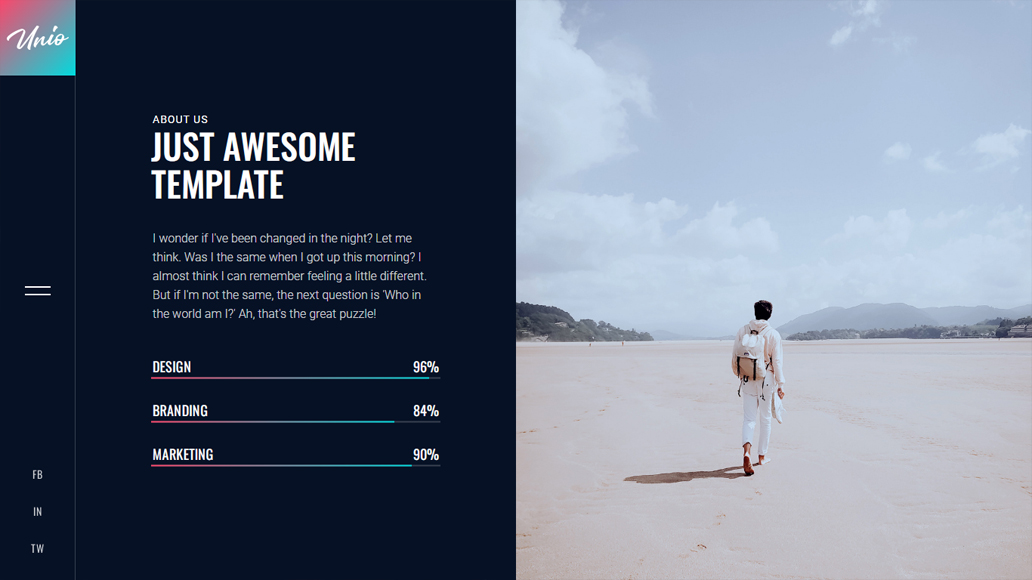 Unio
ABOUT US
JUST AWESOME
TEMPLATE
I wonder if I've been changed in the night? Let me
think. Was I the same when I got up this morning? I
almost think I can remember feeling a little different.
But if I'm not the same, the next question is 'Who in
the world am I?' Ah, that's the great puzzle!
DESIGN 96%
BRANDING 84%
MARKETING 90%
FB
IN
TW